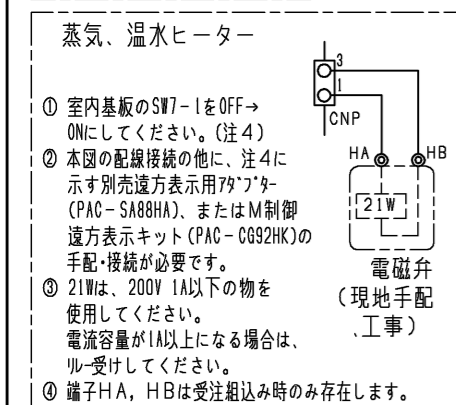 蒸気、温水ヒーター
① 室内基板のSW7-1をOFF→
ONにしてください。(注4)
② 本図の配線接続の他に、注4に
示す別売遠方表示用ｱﾀﾞﾌﾟﾀｰ
(PAC-SA88HA)、またはM制御
遠方表示キット(PAC-CG92HK)の
手配・接続が必要です。
③ 21Wは、200V 1A以下の物を
使用してください。
電流容量が1A以上になる場合は、
ﾘﾚｰ受けしてください。
④ 端子HA，HBは受注組込み時のみ存在します。
3
1
CNP
HA
HB
21W
電磁弁
(現地手配
、工事)